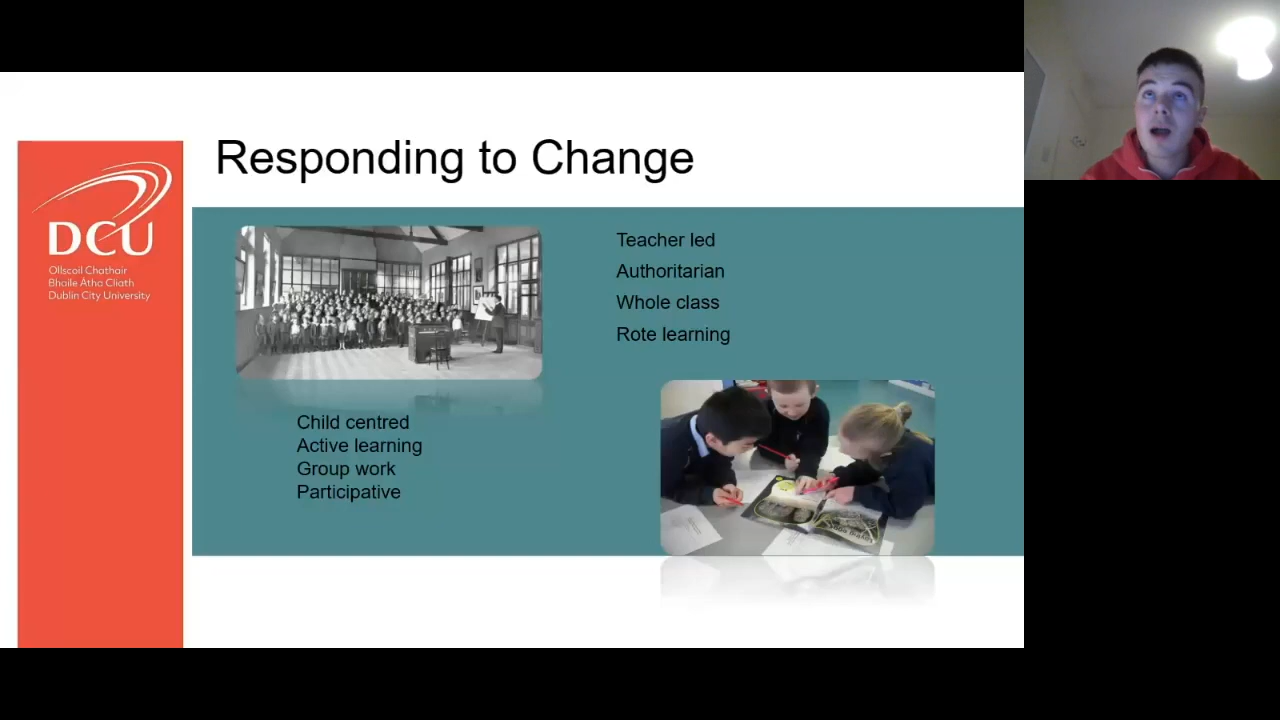 Responding to Change
DCU
Ollscoil Chathair
Bhaile Átha Cliath
Dublin City University
Teacher led
Authoritarian
Whole class
Rote learning
Child centred
Active learning
Group work
Participative